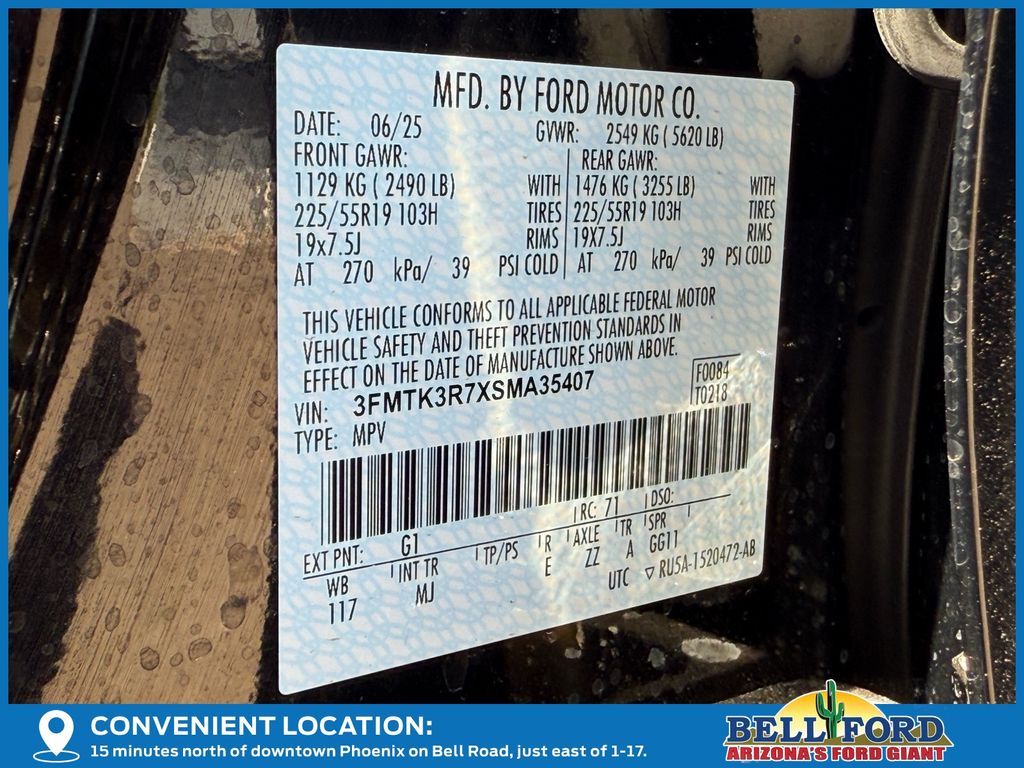 MFD. BY FORD MOTOR CO.
DATE: 06/25 GVWR: 2549 KG ( 5620 LB)
FRONT GAWR: REAR GAWR:
1129 KG ( 2490 LB) WITH 1476 KG ( 3255 LB) WITH
225/55R19 103H TIRES 225/55R19 103H TIRES
19x7.5J RIMS 19X7.5J RIMS
AT 270 kPa/ 39 PSI COLD AT 270 kPa/ 39 PSI COLD
THIS VEHICLE CONFORMS TO ALL APPLICABLE FEDERAL MOTOR
VEHICLE SAFETY AND THEFT PREVENTION STANDARDS IN
EFFECT ON THE DATE OF MANUFACTURE SHOWN ABOVE.
VIN: 3FMTK3R7XSMA35407
F0084
T0218
TYPE: MPV
EXT PNT: G1 RC: 71 DSO:
WB INT TR TP/PS R AXLE TR SPR
117 MJ E ZZ A GG11
UTC ▽ RU5A-1520472-AB
CONVENIENT LOCATION:
15 minutes north of downtown Phoenix on Bell Road, just east of 1-17.
BELL FORD
ARIZONA'S FORD GIANT